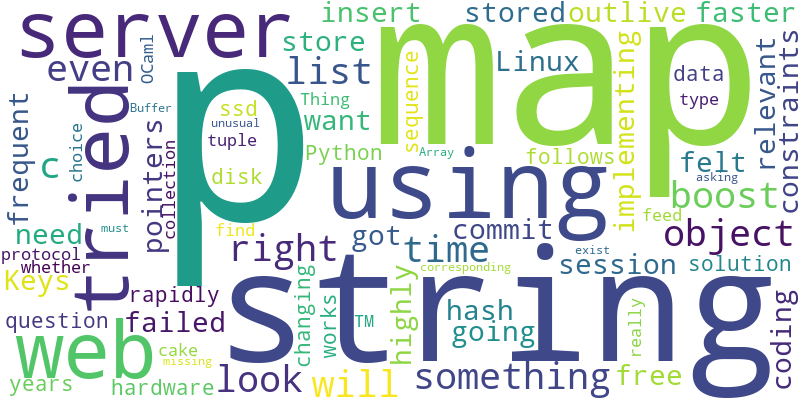 server
p
map
string
using
tried
web
insert
stored
outlive
faster
store
even
list
Linux
data
type
OCaml
Buffer
choice
ssd
unusual
tuple
Thing
want
sequence
implementing
relevant
constraints
frequent
c
pointers
collection
disk
Python
Array
follows
felt
asking
boost
need
find
right
got
time
commit
feed
object
must
protocol
whether
Keys
rapidly
corresponding
exist
session
solution
question
failed
changing
works
TM
highly
hash
going
really
coding
cake
missing
years
hardware
look
will
something
free